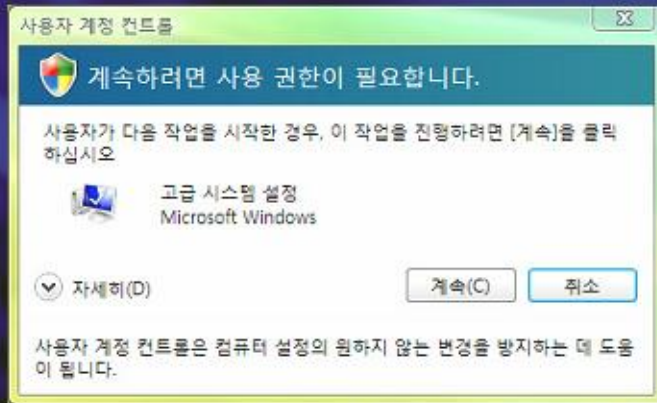 사용자 계정 컨트롤
계속하려면 사용 권한이 필요합니다.
사용자가 다음 작업을 시작한 경우, 이 작업을 진행하려면 [계속]을 클릭
하십시오
고급 시스템 설정
Microsoft Windows
자세히(D)
계속(C)
취소
사용자 계정 컨트롤은 컴퓨터 설정의 원하지 않는 변경을 방지하는 데 도움
이 됩니다.